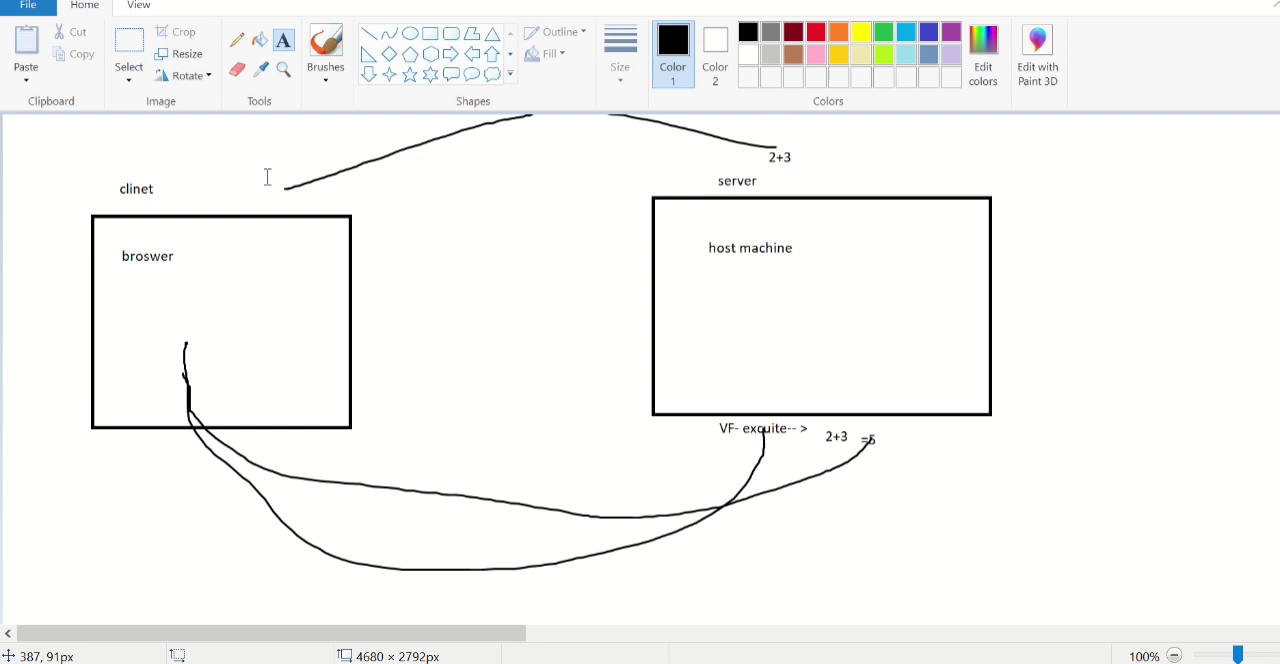 File Home View
Cut
Copy
Paste
Clipboard
Select
Crop
Resize
Rotate
Image
A
Tools
Brushes
Shapes
Outline
Fill
Size
Color 1
Color 2
Colors
Edit colors
Edit with Paint 3D
2+3
clinet
server
broswer
host machine
VF- exquite-- >
2+3
=5
387, 91px
4680 × 2792px
100%